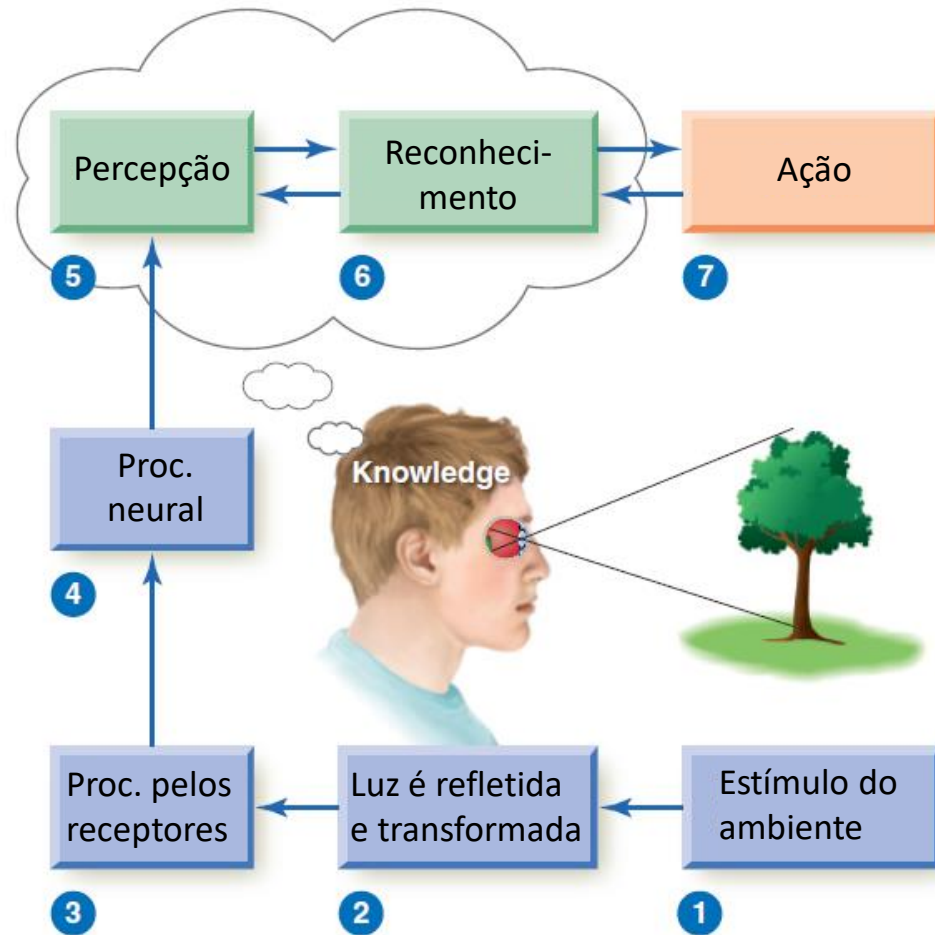 Percepção
Reconheci-
mento
Ação
5
6
7
Proc.
neural
Knowledge
4
Proc. pelos
receptores
Luz é refletida
e transformada
Estímulo do
ambiente
3
2
1